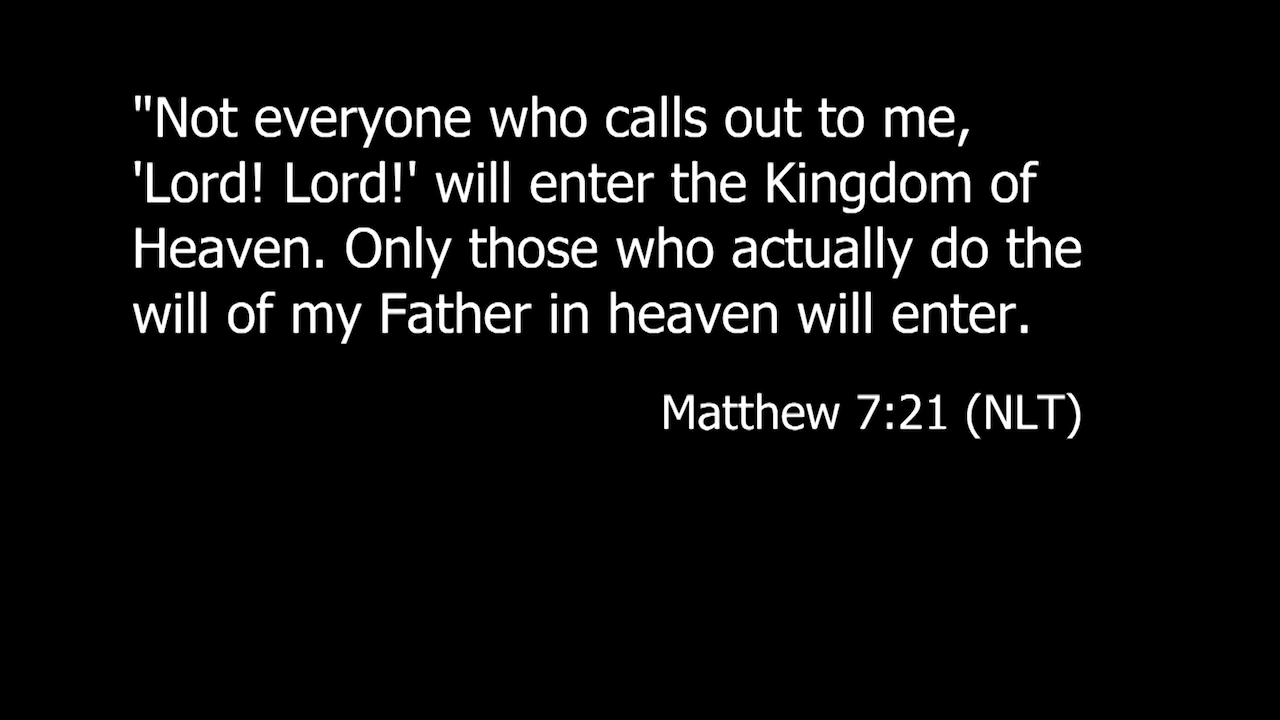 "Not everyone who calls out to me,
'Lord! Lord!' will enter the Kingdom of
Heaven. Only those who actually do the
will of my Father in heaven will enter.
Matthew 7:21 (NLT)